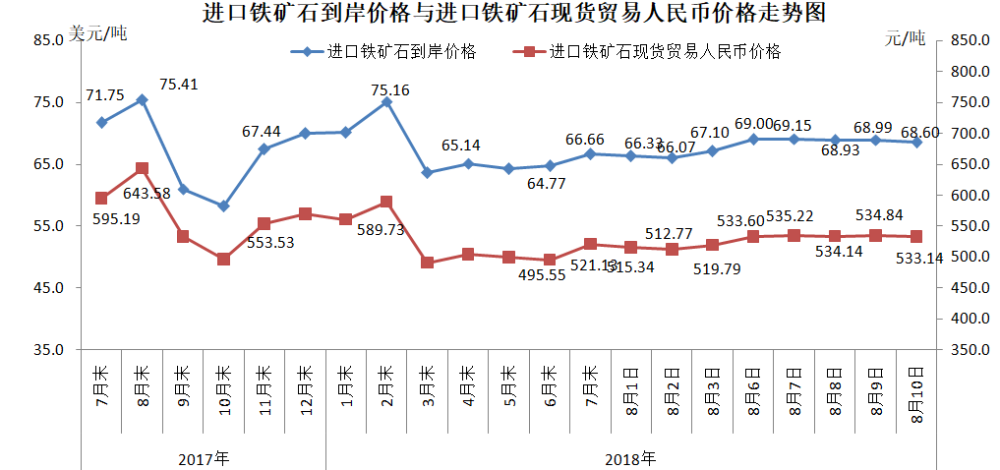 进口铁矿石到岸价格与进口铁矿石现货贸易人民币价格走势图
美元/吨
元/吨
进口铁矿石到岸价格
进口铁矿石现货贸易人民币价格
85.0
75.0
65.0
55.0
45.0
35.0
850.0
800.0
750.0
700.0
650.0
600.0
550.0
500.0
450.0
400.0
350.0
71.75
75.41
67.44
75.16
65.14
64.77
66.66
66.33
66.07
67.10
69.00
69.15
68.93
68.99
68.60
595.19
643.58
553.53
589.73
495.55
521.13
515.34
512.77
519.79
533.60
535.22
534.14
534.84
533.14
7月末
8月末
9月末
10月末
11月末
12月末
1月末
2月末
3月末
4月末
5月末
6月末
7月末
8月1日
8月2日
8月3日
8月6日
8月7日
8月8日
8月9日
8月10日
2017年
2018年